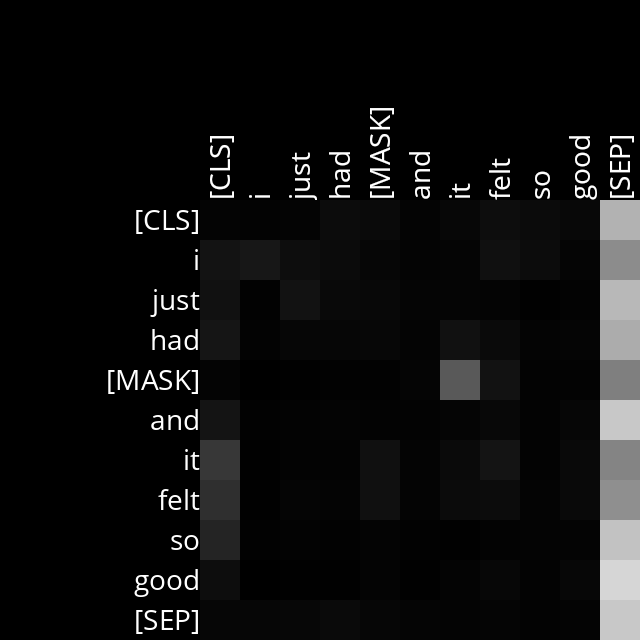 [CLS] i just had [MASK] and it felt so good [SEP]
[CLS]
i
just
had
[MASK]
and
it
felt
so
good
[SEP]